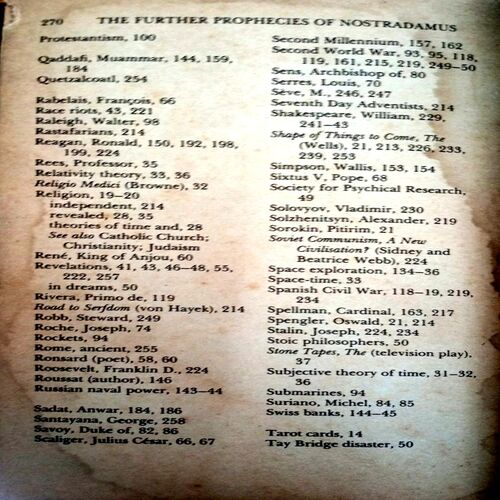 270 THE FURTHER PROPHECIES OF NOSTRADAMUS
Protestantism, 100
Qaddafi, Muammar, 144, 159,
184
Quetzalcoatl, 254
Rabelais, François, 66
Race riots, 43, 221
Raleigh, Walter, 98
Rastafarians, 214
Reagan, Ronald, 150, 192, 198,
199, 224
Rees, Professor, 35
Relativity theory, 33, 36
Religio Medici (Browne), 32
Religion, 19–20
independent, 214
revealed, 28, 35
theories of time and, 28
See also Catholic Church;
Christianity; Judaism
René, King of Anjou, 60
Revelations, 41, 43, 46–48, 55,
222, 257
in dreams, 50
Rivera, Primo de, 119
Road to Serfdom (von Hayek), 214
Robb, Steward, 249
Roche, Joseph, 74
Rockets, 94
Rome, ancient, 255
Ronsard (poet), 58, 60
Roosevelt, Franklin D., 224
Roussat (author), 146
Russian naval power, 143–44
Sadat, Anwar, 184, 186
Santayana, George, 258
Savoy, Duke of, 82, 86
Scaliger, Julius César, 66, 67
Second Millennium, 157, 162
Second World War, 93, 95, 118,
119, 161, 215, 219, 249–50
Sens, Archbishop of, 80
Serres, Louis, 70
Sève, M., 246, 247
Seventh Day Adventists, 214
Shakespeare, William, 229,
241–43
Shape of Things to Come, The
(Wells), 21, 213, 226, 233,
239, 253
Simpson, Wallis, 153, 154
Sixtus V, Pope, 68
Society for Psychical Research,
49
Solovyov, Vladimir, 230
Solzhenitsyn, Alexander, 219
Sorokin, Pitirim, 21
Soviet Communism, A New
Civilisation? (Sidney and
Beatrice Webb), 224
Space exploration, 134–36
Space-time, 33
Spanish Civil War, 118–19, 219,
234
Spellman, Cardinal, 163, 217
Spengler, Oswald, 21, 214
Stalin, Joseph, 224, 234
Stoic philosophers, 50
Stone Tapes, The (television play),
37
Subjective theory of time, 31–32,
36
Submarines, 94
Suriano, Michel, 84, 85
Swiss banks, 144–45
Tarot cards, 14
Tay Bridge disaster, 50